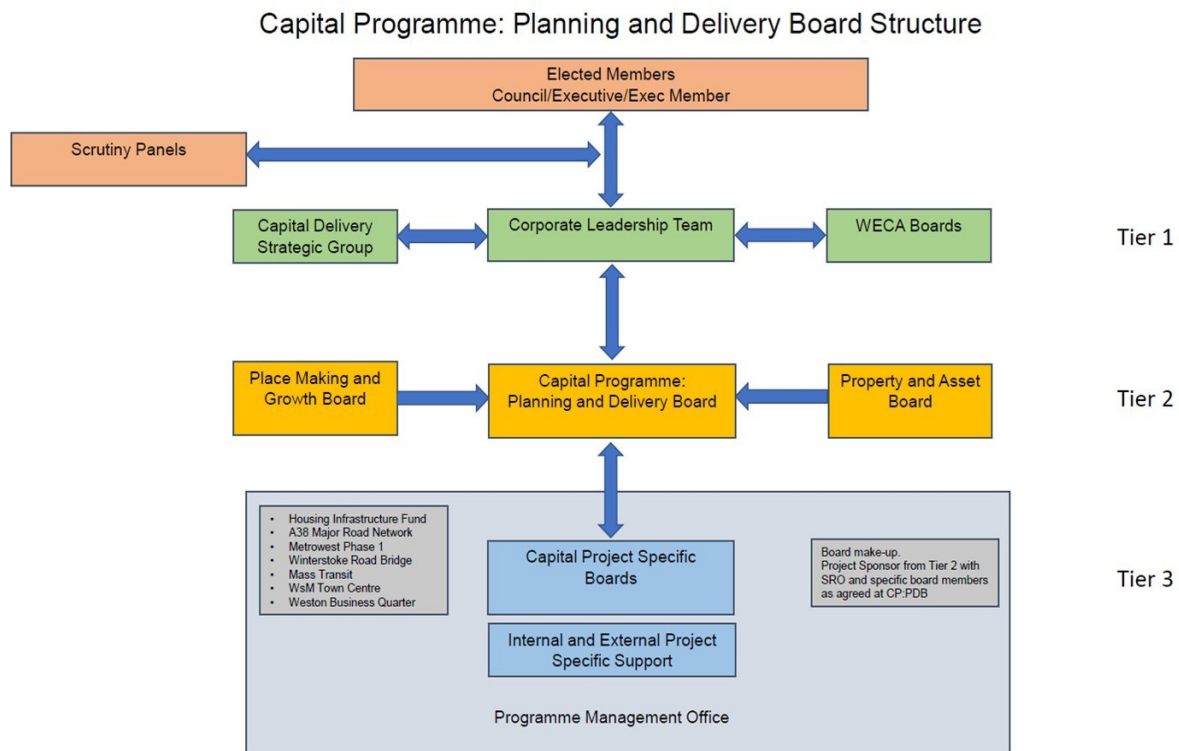 Capital Programme: Planning and Delivery Board Structure
Elected Members
Council/Executive/Exec Member
Scrutiny Panels
Capital Delivery
Strategic Group
Corporate Leadership Team
WECA Boards
Tier 1
Place Making and
Growth Board
Capital Programme:
Planning and Delivery Board
Property and Asset
Board
Tier 2
• Housing Infrastructure Fund
• A38 Major Road Network
• Metrowest Phase 1
• Winterstoke Road Bridge
• Mass Transit
• WsM Town Centre
• Weston Business Quarter
Capital Project Specific
Boards
Board make-up.
Project Sponsor from Tier 2 with
SRO and specific board members
as agreed at CP:PDB
Tier 3
Internal and External Project
Specific Support
Programme Management Office